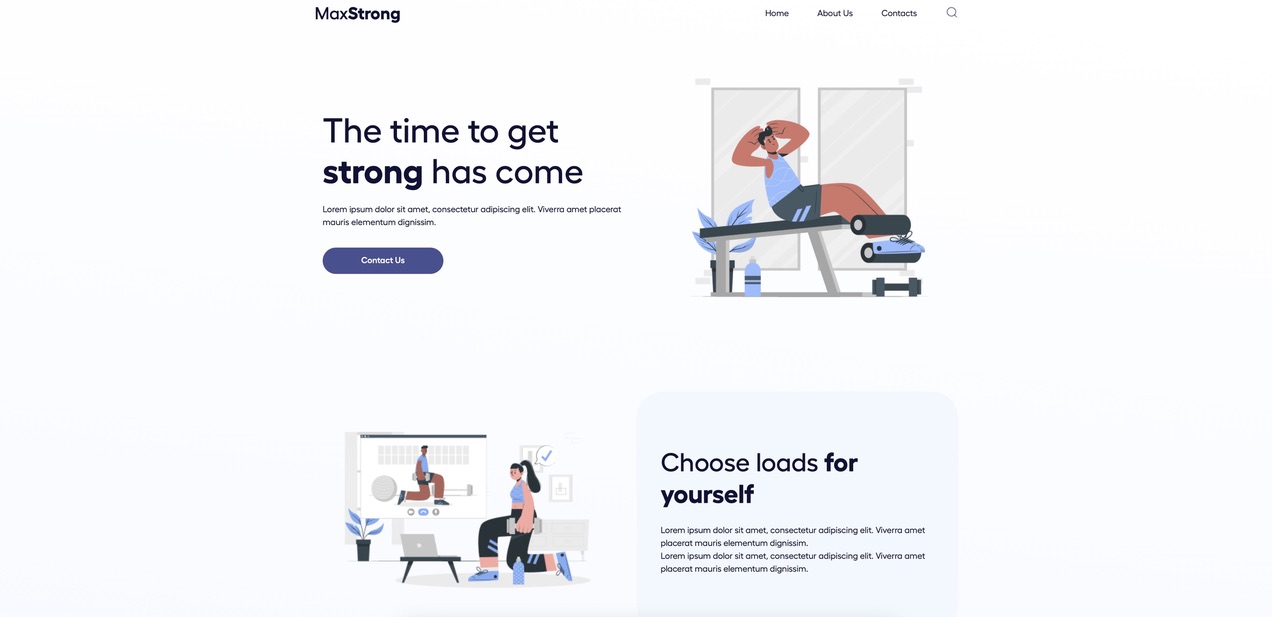 MaxStrong
Home
About Us
Contacts
The time to get
strong has come
Lorem ipsum dolor sit amet, consectetur adipiscing elit. Viverra amet placerat
mauris elementum dignissim.
Contact Us
Choose loads for
yourself
Lorem ipsum dolor sit amet, consectetur adipiscing elit. Viverra amet
placerat mauris elementum dignissim.
Lorem ipsum dolor sit amet, consectetur adipiscing elit. Viverra amet
placerat mauris elementum dignissim.